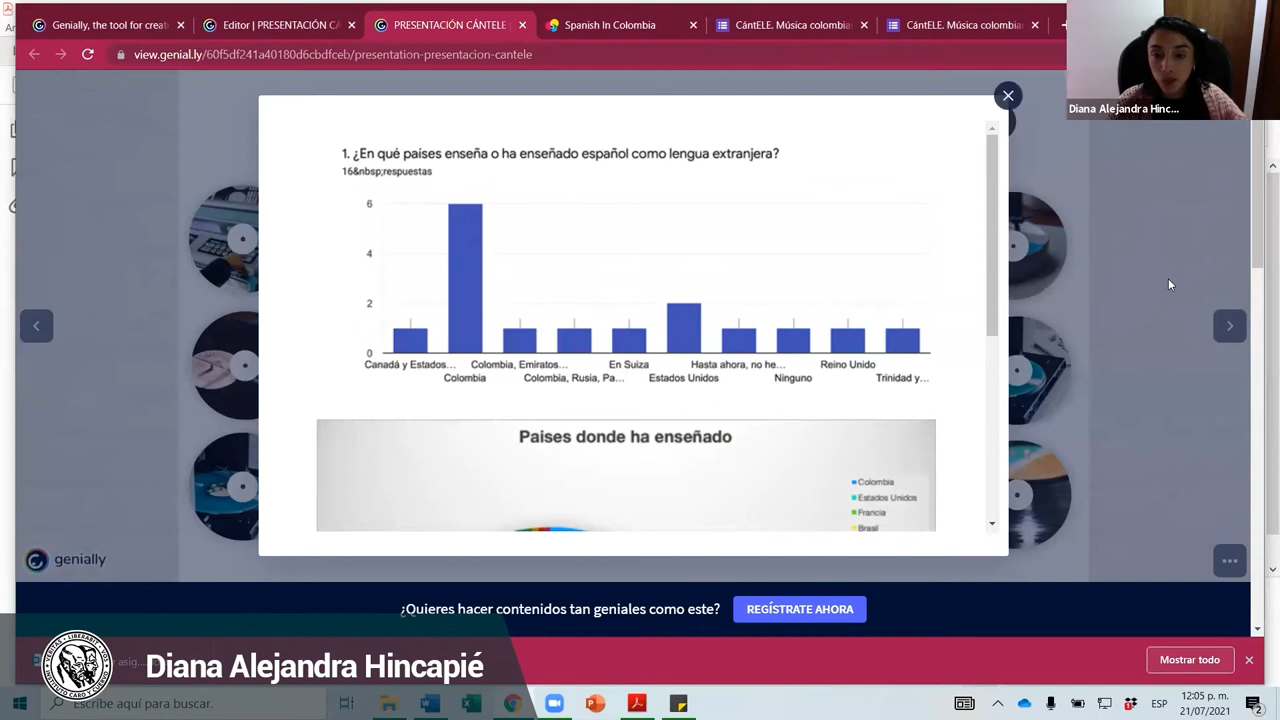 Genially, the tool for create
Editor | PRESENTACIÓN CÁ
PRESENTACIÓN CÁNTELE
Spanish In Colombia
CántELE. Música colombia
CántELE. Música colombian
view.genial.ly/60f5df241a40180d6cbdfceb/presentation-presentacion-cantele
Diana Alejandra Hinc...
1. ¿En qué países enseña o ha enseñado español como lengua extranjera?
16&nbsp;respuestas
6
4
2
0
Canadá y Estados...
Colombia
Colombia, Emiratos...
Colombia, Rusia, Pa...
En Suiza
Estados Unidos
Hasta ahora, no he...
Ninguno
Reino Unido
Trinidad y...
Paises donde ha enseñado
Colombia
Estados Unidos
Francia
Brasil
genially
¿Quieres hacer contenidos tan geniales como este?
REGÍSTRATE AHORA
Diana Alejandra Hincapié
Mostrar todo
Escribe aquí para buscar.
ESP
12:05 p. m.
21/07/2021
2